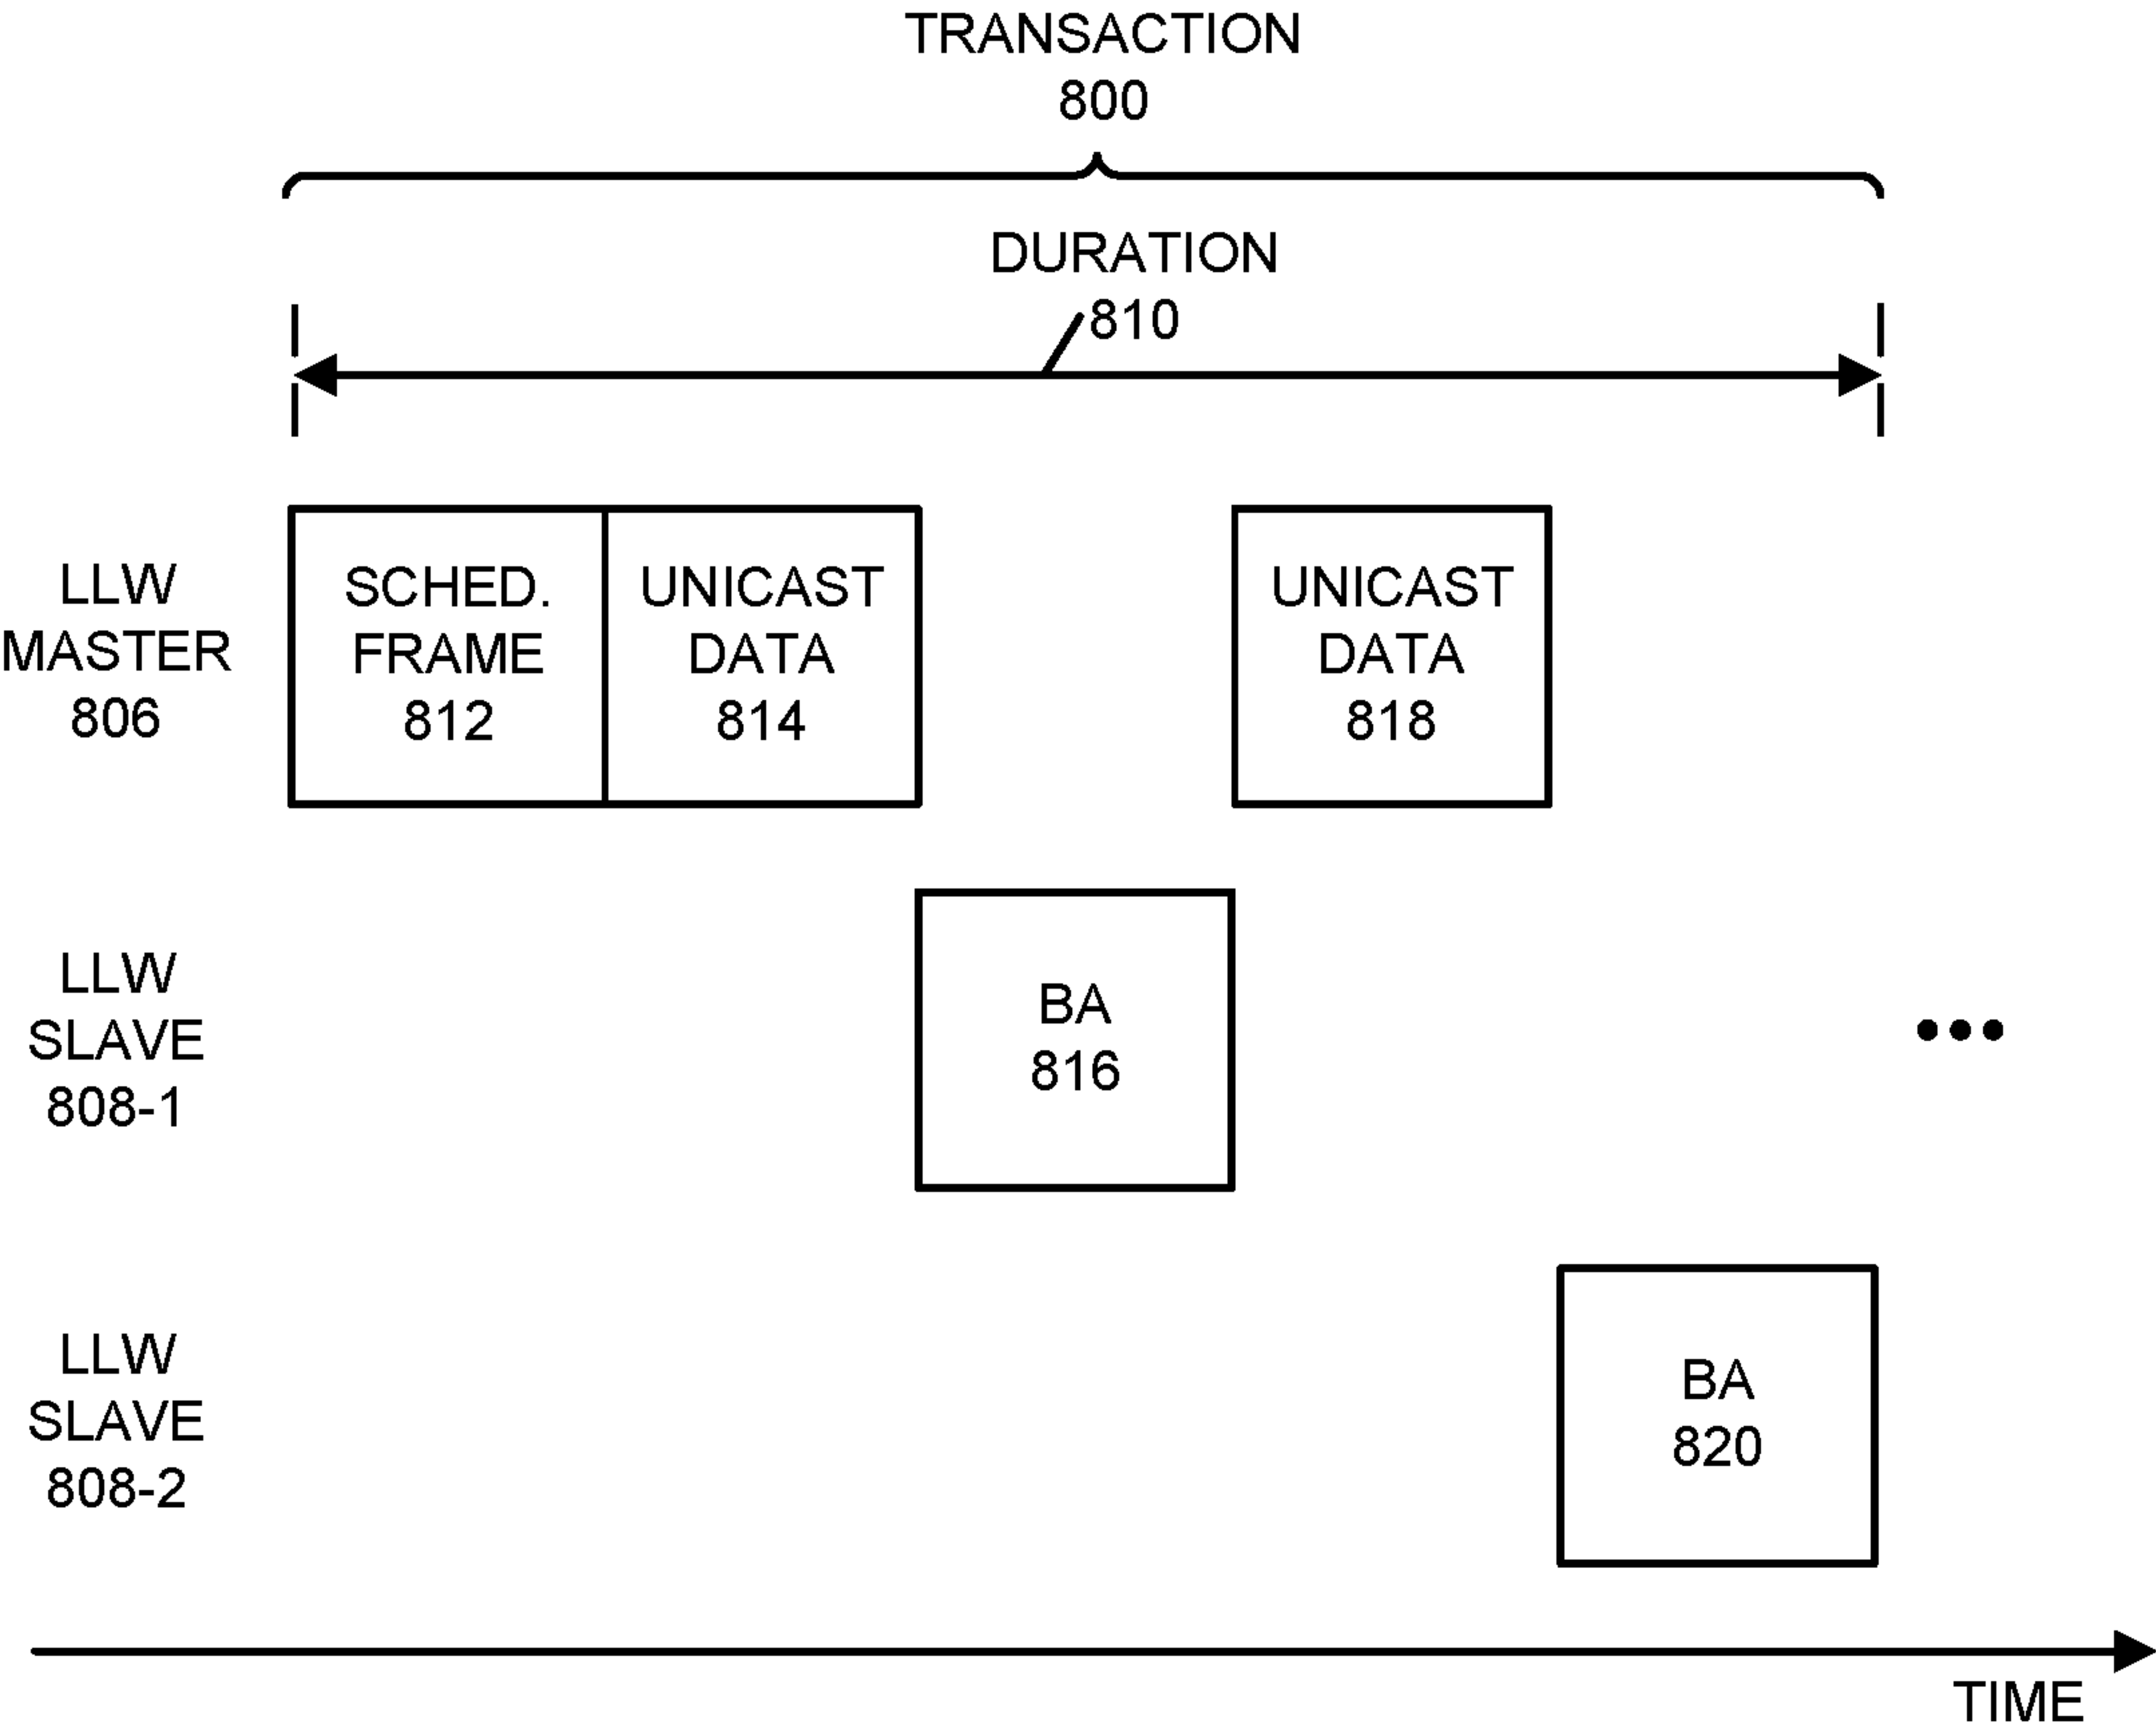 TRANSACTION
800
DURATION
810
LLW
MASTER
806
SCHED.
FRAME
812
UNICAST
DATA
814
UNICAST
DATA
818
LLW
SLAVE
808-1
BA
816
LLW
SLAVE
808-2
BA
820
TIME